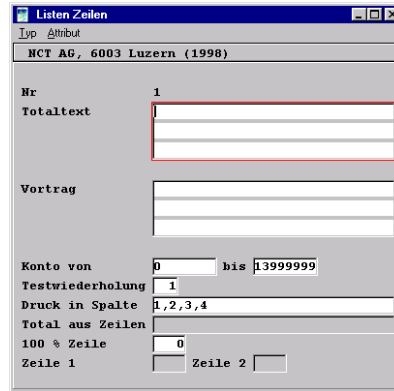 Listen Zeilen
Typ Attribut
NCT AG, 6003 Luzern (1998)
Nr 1
Totaltext
Vortrag
Konto von 0 bis 13999999
Testwiederholung 1
Druck in Spalte 1,2,3,4
Total aus Zeilen
100 % Zeile 0
Zeile 1 Zeile 2